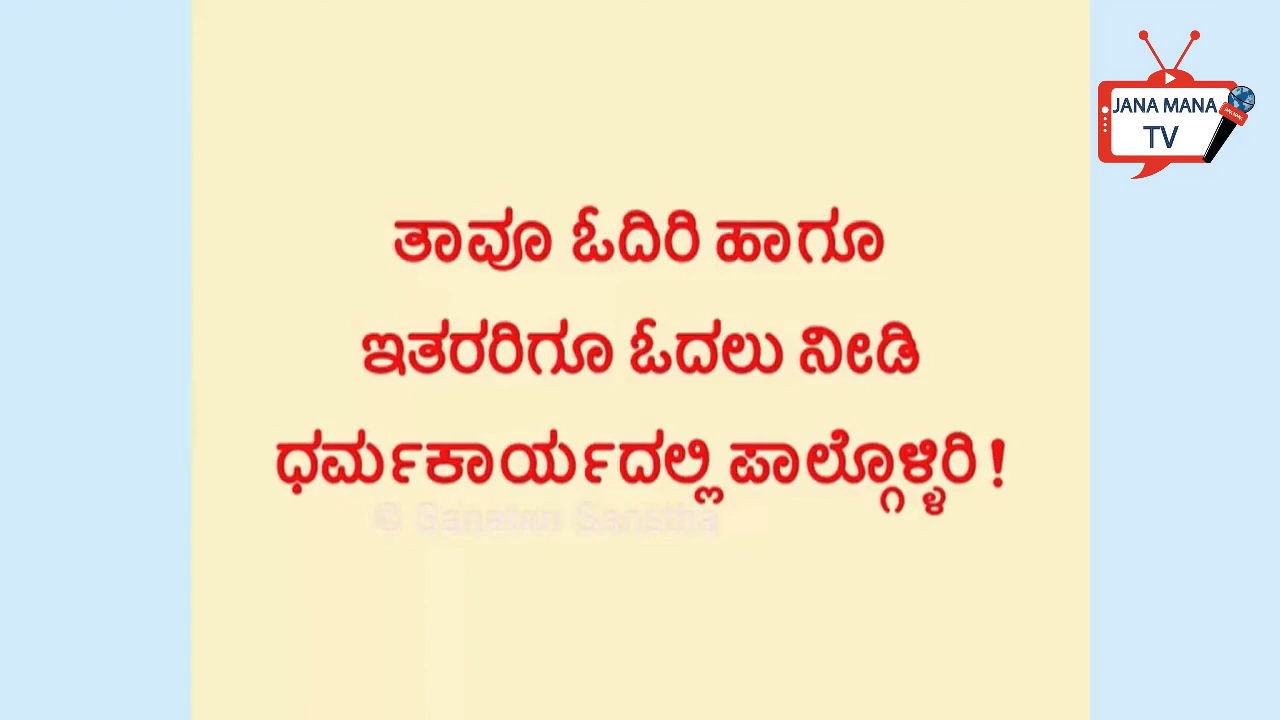 JANA MANA
TV
ತಾವೂ ಓದಿರಿ ಹಾಗೂ
ಇತರರಿಗೂ ಓದಲು ನೀಡಿ
ಧರ್ಮಕಾರ್ಯದಲ್ಲಿ ಪಾಲ್ಗೊಳ್ಳಿರಿ !
© Sanatan Sanstha